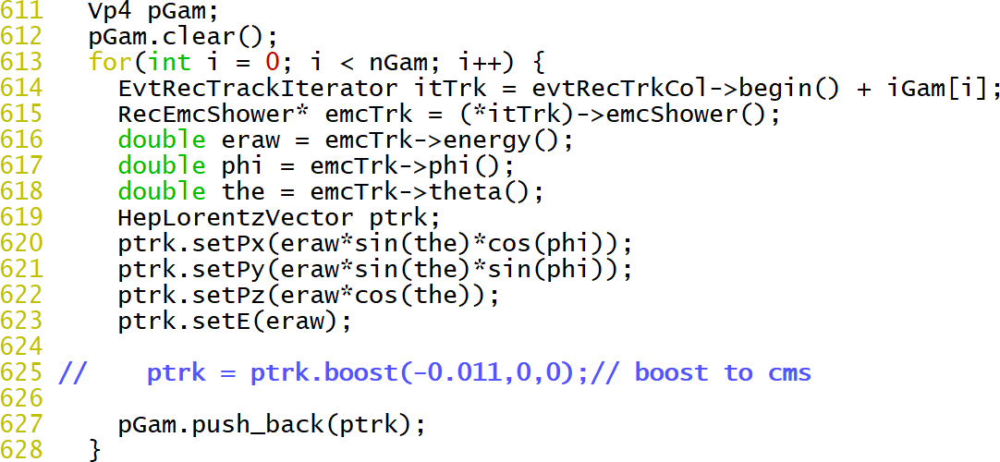 611   Vp4 pGam;
612   pGam.clear();
613   for(int i = 0; i < nGam; i++) {
614     EvtRecTrackIterator itTrk = evtRecTrkCol->begin() + iGam[i];
615     RecEmcShower* emcTrk = (*itTrk)->emcShower();
616     double eraw = emcTrk->energy();
617     double phi = emcTrk->phi();
618     double the = emcTrk->theta();
619     HepLorentzVector ptrk;
620     ptrk.setPx(eraw*sin(the)*cos(phi));
621     ptrk.setPy(eraw*sin(the)*sin(phi));
622     ptrk.setPz(eraw*cos(the));
623     ptrk.setE(eraw);
624
625 //    ptrk = ptrk.boost(-0.011,0,0);// boost to cms
626
627     pGam.push_back(ptrk);
628   }